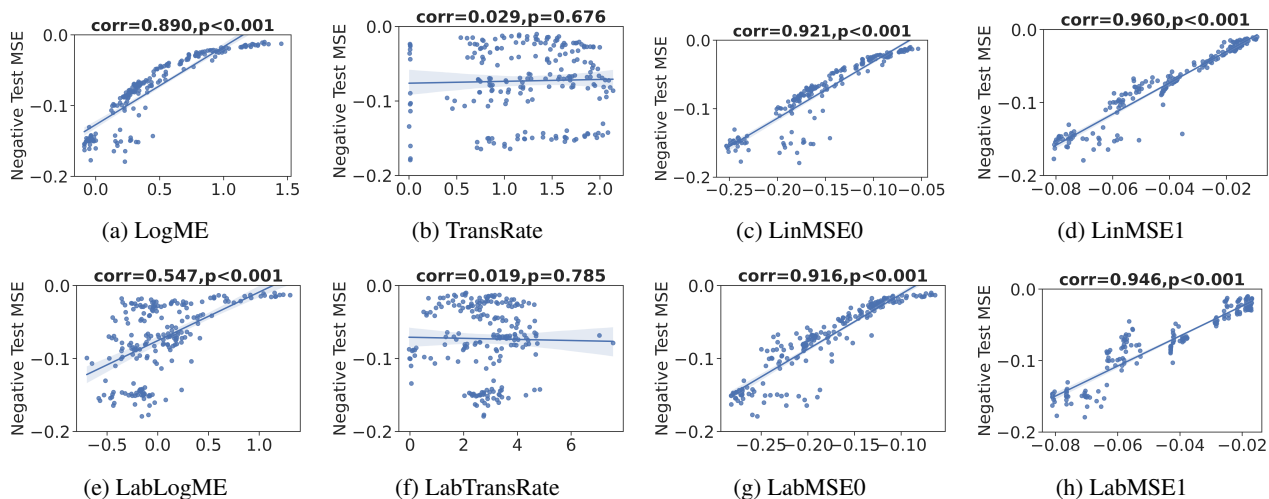 corr=0.890,p<0.001
Negative Test MSE
0.0
−0.1
−0.2
0.0 0.5 1.0 1.5
(a) LogME
corr=0.029,p=0.676
Negative Test MSE
0.0
−0.1
−0.2
0.0 0.5 1.0 1.5 2.0
(b) TransRate
corr=0.921,p<0.001
Negative Test MSE
0.0
−0.1
−0.2
−0.25 −0.20 −0.15 −0.10 −0.05
(c) LinMSE0
corr=0.960,p<0.001
Negative Test MSE
0.0
−0.1
−0.2
−0.08 −0.06 −0.04 −0.02
(d) LinMSE1
corr=0.547,p<0.001
Negative Test MSE
0.0
−0.1
−0.2
−0.5 0.0 0.5 1.0
(e) LabLogME
corr=0.019,p=0.785
Negative Test MSE
0.0
−0.1
−0.2
0 2 4 6
(f) LabTransRate
corr=0.916,p<0.001
Negative Test MSE
0.0
−0.1
−0.2
−0.25 −0.20 −0.15 −0.10
(g) LabMSE0
corr=0.946,p<0.001
Negative Test MSE
0.0
−0.1
−0.2
−0.08 −0.06 −0.04 −0.02
(h) LabMSE1